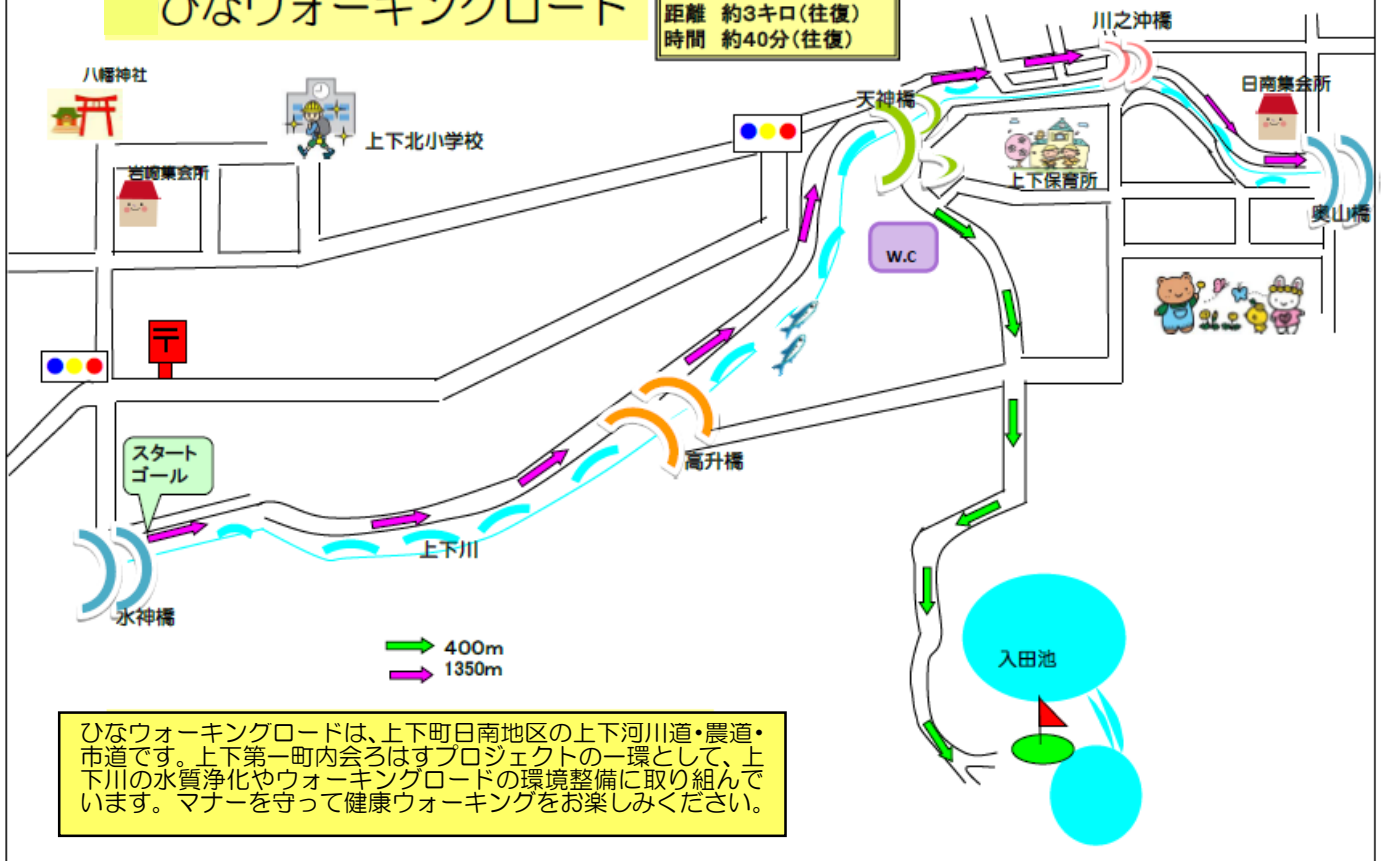 ひなウォーキングロード
距離 約3キロ(往復)
時間 約40分(往復)
川之沖橋
八幡神社
日南集会所
天神橋
上下北小学校
岩崎集会所
上下保育所
奥山橋
W.C
〒
スタート
ゴール
高升橋
上下川
水神橋
400m
1350m
入田池
ひなウォーキングロードは、上下町日南地区の上下河川道・農道・
市道です。上下第一町内会ろはすプロジェクトの一環として、上
下川の水質浄化やウォーキングロードの環境整備に取り組んで
います。マナーを守って健康ウォーキングをお楽しみください。